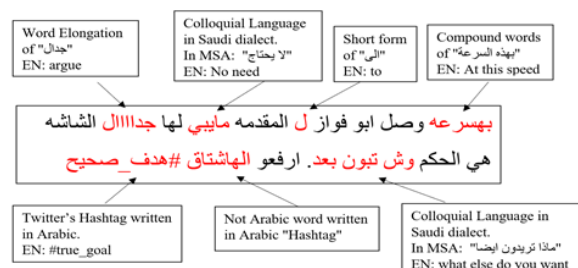 Word Elongation
of "جدال"
EN: argue
Colloquial Language
in Saudi dialect.
In MSA: "لا يحتاج"
EN: No need
Short form
of "الى"
EN: to
Compound words
of "بهذه السرعة"
EN: At this speed
بهسرعه وصل ابو فواز ل المقدمه مايبي لها جداااال الشاشه
هي الحكم وش تبون بعد. ارفعو الهاشتاق #هدف_صحيح
Twitter's Hashtag written
in Arabic.
EN: #true_goal
Not Arabic word written
in Arabic "Hashtag"
Colloquial Language in
Saudi dialect.
In MSA: "ماذا تريدون ايضا"
EN: what else do you want